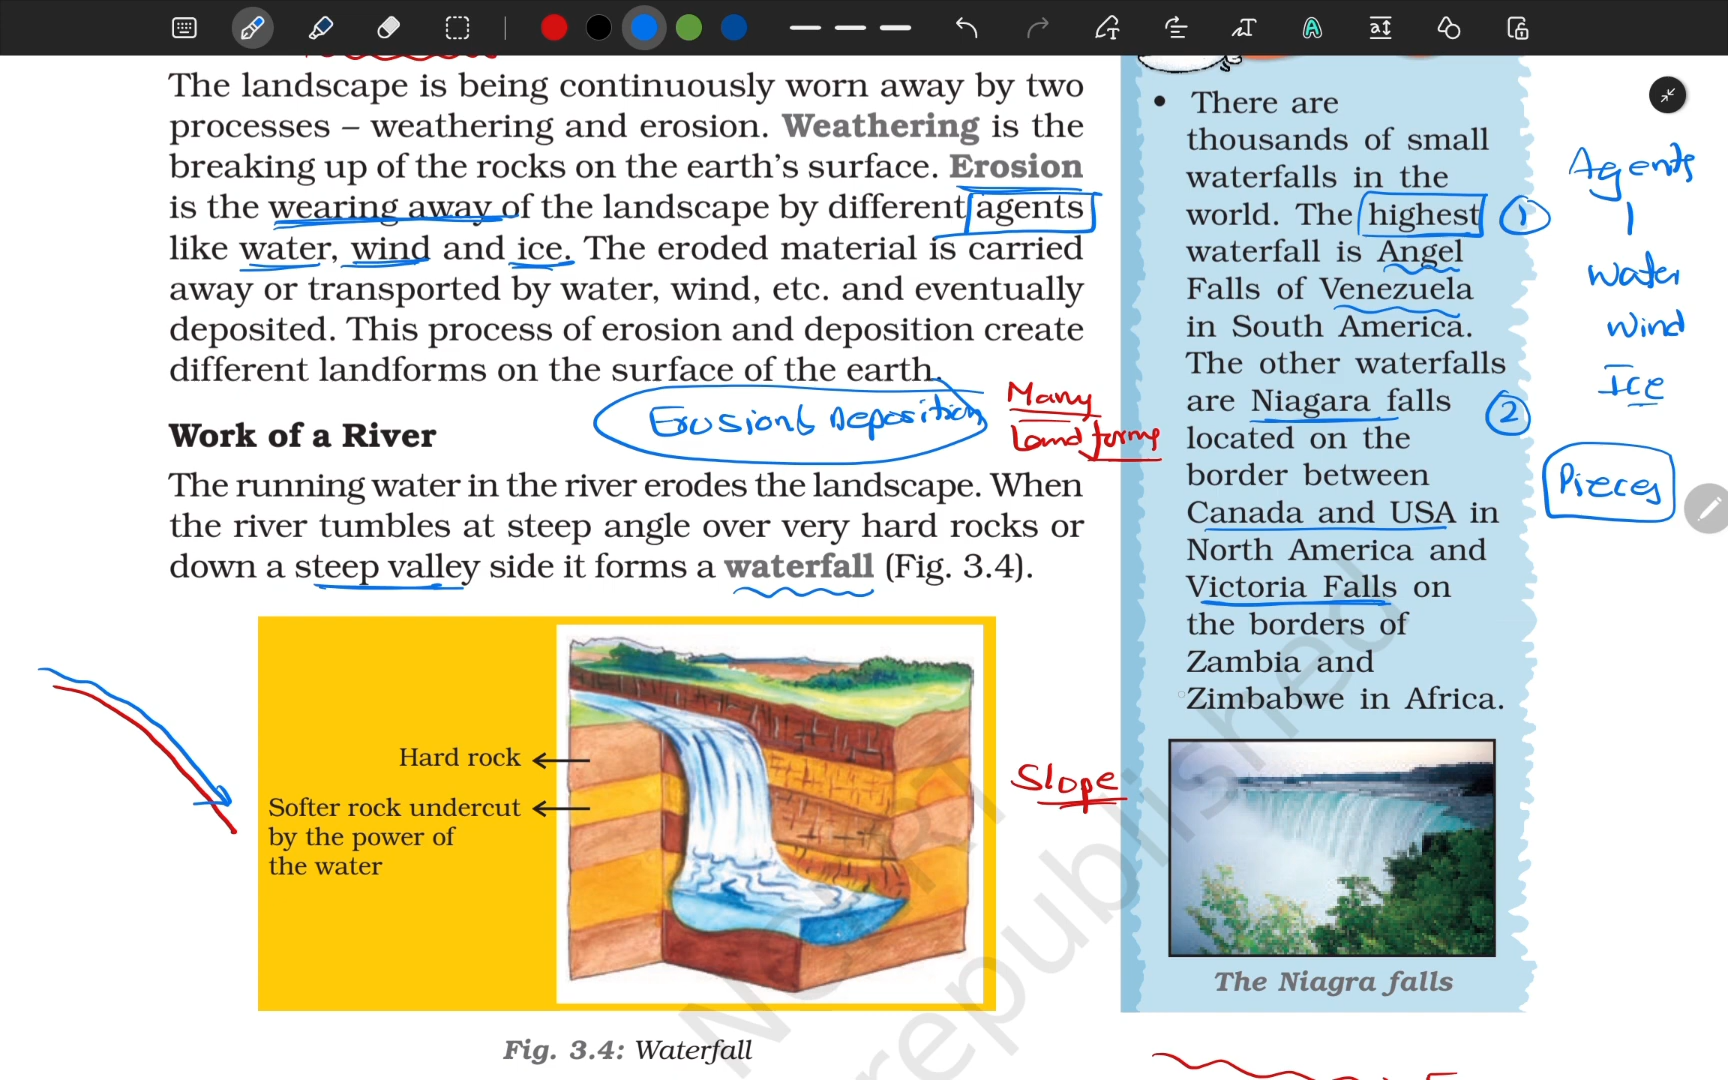 The landscape is being continuously worn away by two
processes – weathering and erosion. Weathering is the
breaking up of the rocks on the earth's surface. Erosion
is the wearing away of the landscape by different agents
like water, wind and ice. The eroded material is carried
away or transported by water, wind, etc. and eventually
deposited. This process of erosion and deposition create
different landforms on the surface of the earth.
Erosion & Deposition
Many
Land forms
Work of a River
The running water in the river erodes the landscape. When
the river tumbles at steep angle over very hard rocks or
down a steep valley side it forms a waterfall (Fig. 3.4).
Hard rock
Softer rock undercut
by the power of
the water
Slope
Fig. 3.4: Waterfall
• There are
thousands of small
waterfalls in the
world. The highest
waterfall is Angel
Falls of Venezuela
in South America.
The other waterfalls
are Niagara falls
located on the
border between
Canada and USA in
North America and
Victoria Falls on
the borders of
Zambia and
Zimbabwe in Africa.
The Niagra falls
1
2
Agents
Water
Wind
Ice
Pieces
republished